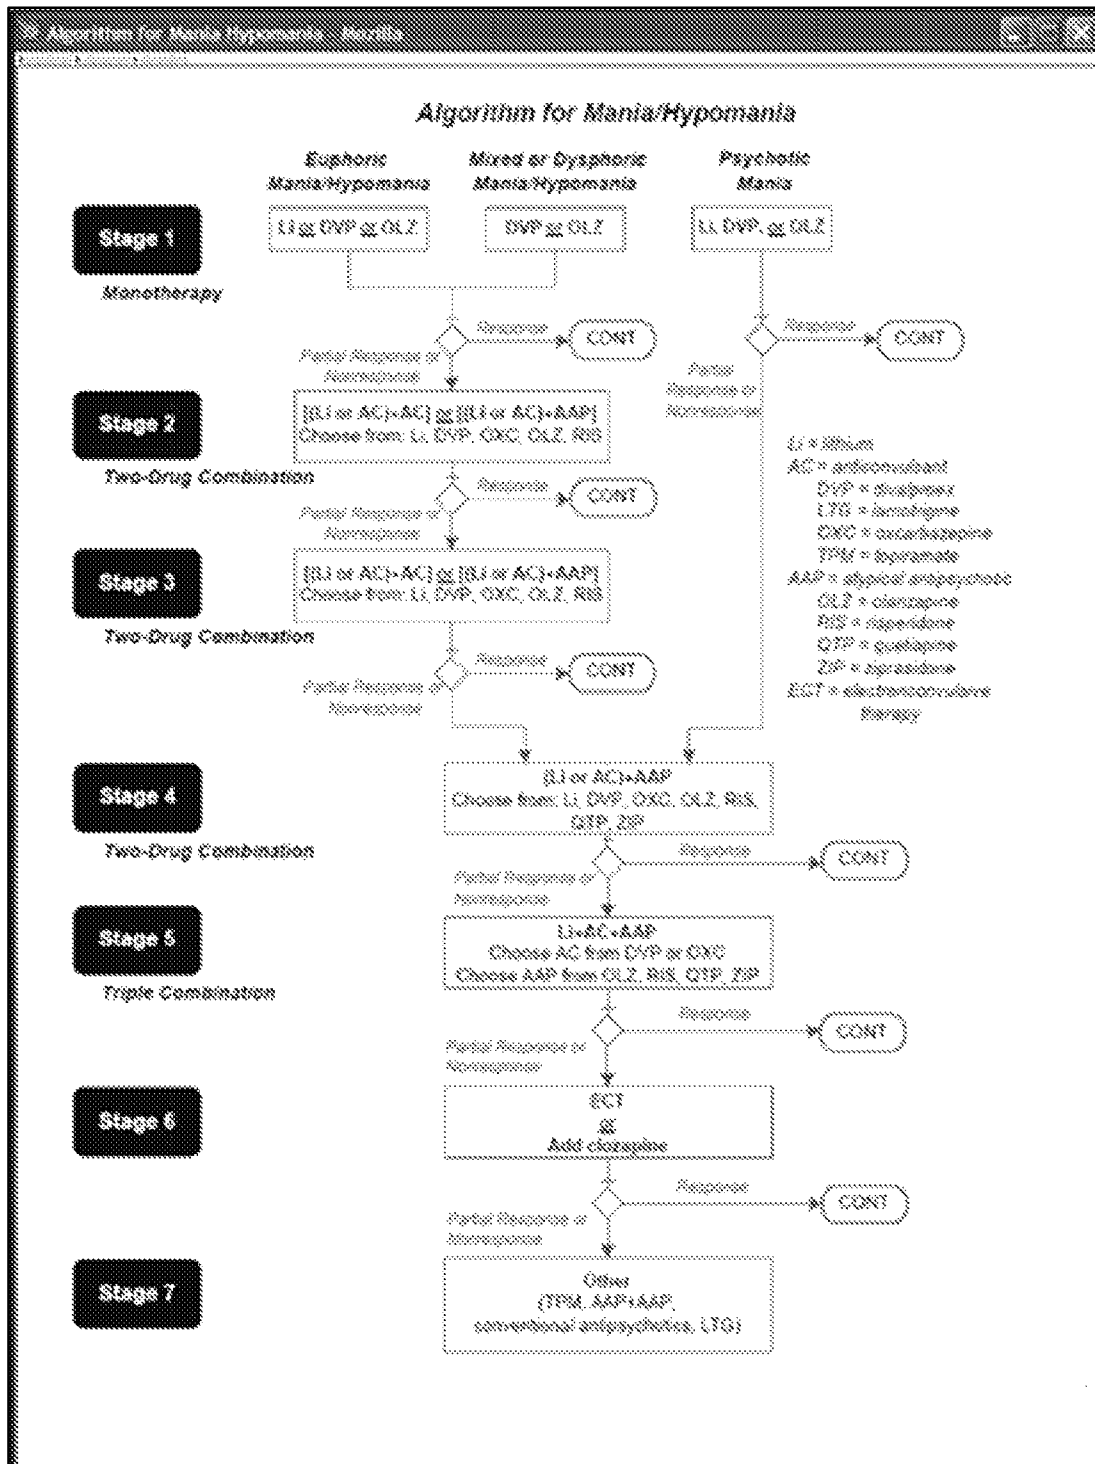 Algorithm for Mania Hypomania - Mozilla
Algorithm for Mania/Hypomania
Euphoric
Mania/Hypomania
Mixed or Dysphoric
Mania/Hypomania
Psychotic
Mania
Stage 1
Li or DVP or OLZ
DVP or OLZ
Li, DVP, or OLZ
Monotherapy
Response
CONT
Response
CONT
Partial Response or
Nonresponse
Partial
Response or
Nonresponse
Stage 2
[(Li or AC)+AC] or [(Li or AC)+AAP]
Choose from: Li, DVP, OXC, OLZ, RIS
Two-Drug Combination
Response
CONT
Partial Response or
Nonresponse
Li = lithium
AC = anticonvulsant
DVP = divalproex
LTG = lamotrigine
OXC = oxcarbazepine
TPM = topiramate
AAP = atypical antipsychotic
OLZ = olanzapine
RIS = risperidone
QTP = quetiapine
ZIP = ziprasidone
ECT = electroconvulsive
therapy
Stage 3
[(Li or AC)+AC] or [(Li or AC)+AAP]
Choose from: Li, DVP, OXC, OLZ, RIS
Two-Drug Combination
Response
CONT
Partial Response or
Nonresponse
Stage 4
(Li or AC)+AAP
Choose from: Li, DVP, OXC, OLZ, RIS,
QTP, ZIP
Two-Drug Combination
Response
CONT
Partial Response or
Nonresponse
Stage 5
Li+AC+AAP
Choose AC from DVP or OXC
Choose AAP from OLZ, RIS, QTP, ZIP
Triple Combination
Response
CONT
Partial Response or
Nonresponse
Stage 6
ECT
or
Add clozapine
Response
CONT
Partial Response or
Nonresponse
Stage 7
Other
(TPM, AAP+AAP,
conventional antipsychotics, LTG)